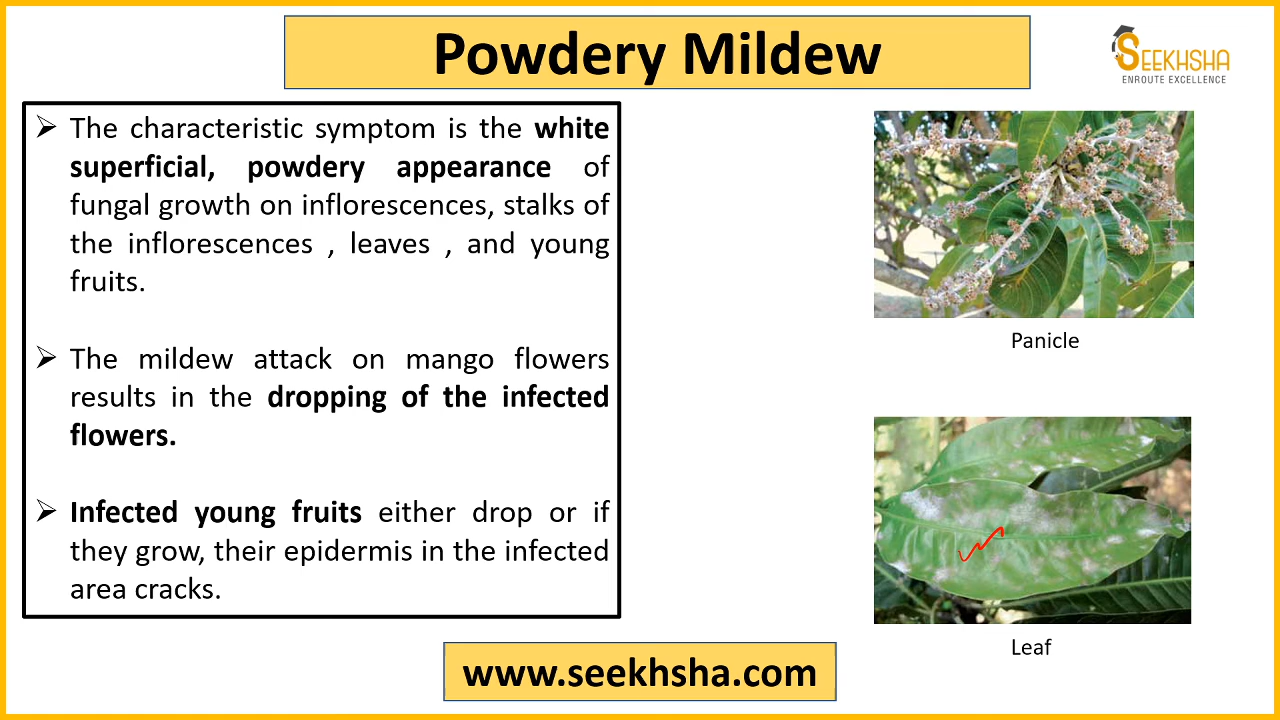 Powdery Mildew
SEEKHSHA
ENROUTE EXCELLENCE
➢ The characteristic symptom is the white
superficial, powdery appearance of
fungal growth on inflorescences, stalks of
the inflorescences , leaves , and young
fruits.
➢ The mildew attack on mango flowers
results in the dropping of the infected
flowers.
➢ Infected young fruits either drop or if
they grow, their epidermis in the infected
area cracks.
Panicle
Leaf
www.seekhsha.com